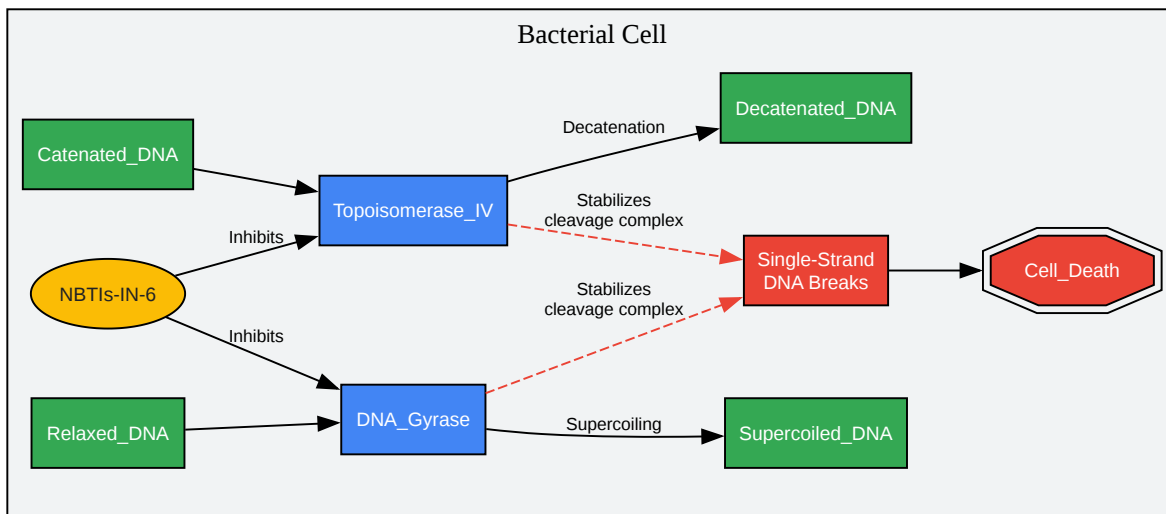 Bacterial Cell
Catenated_DNA
Decatenation
Decatenated_DNA
Topoisomerase_IV
Stabilizes
cleavage complex
Inhibits
NBTIs-IN-6
Single-Strand
DNA Breaks
Cell_Death
Stabilizes
cleavage complex
Inhibits
Relaxed_DNA
DNA_Gyrase
Supercoiling
Supercoiled_DNA